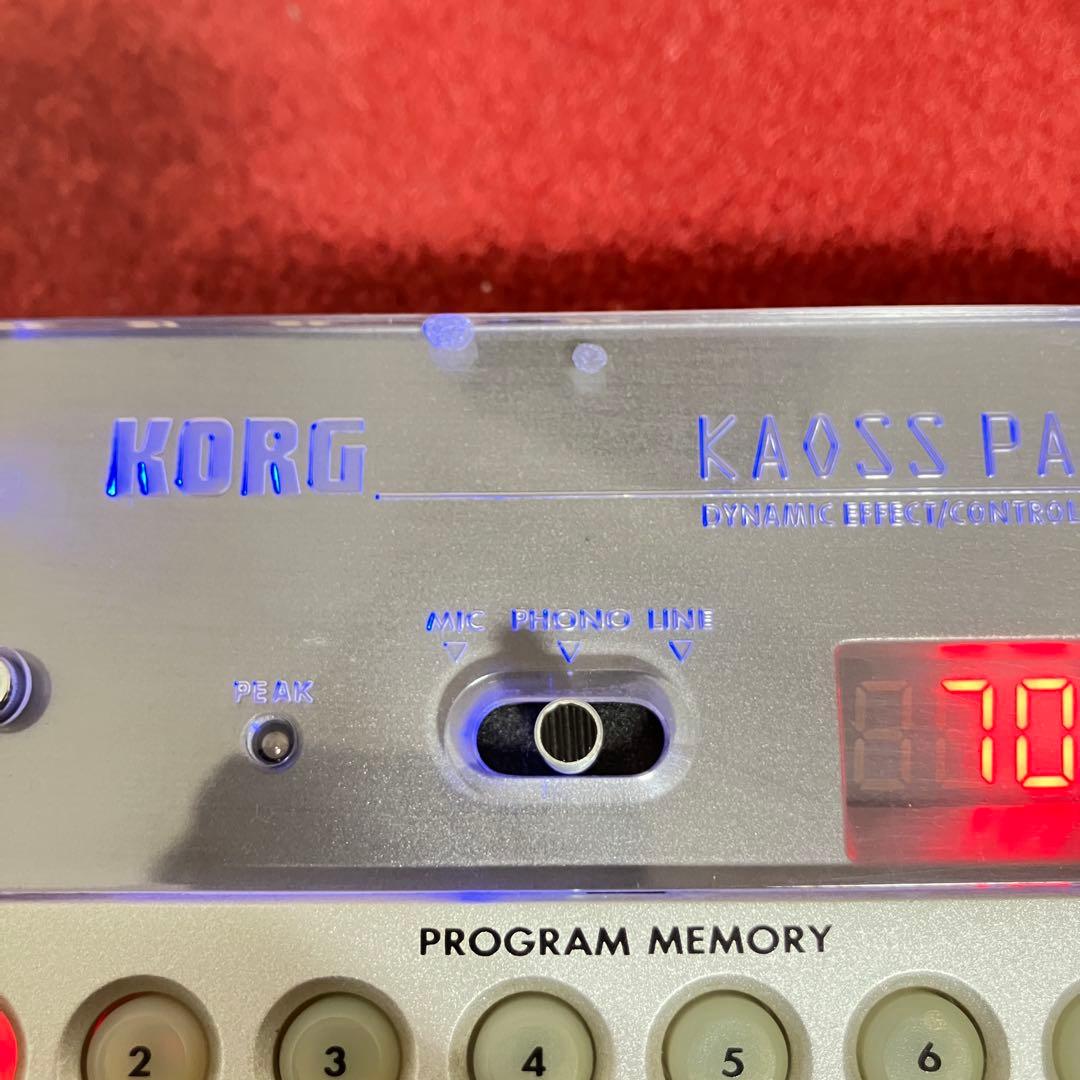 KORG
KAOSS PA
DYNAMIC EFFECT/CONTROL
MIC PHONO LINE
PEAK
70
PROGRAM MEMORY
2 3 4 5 6